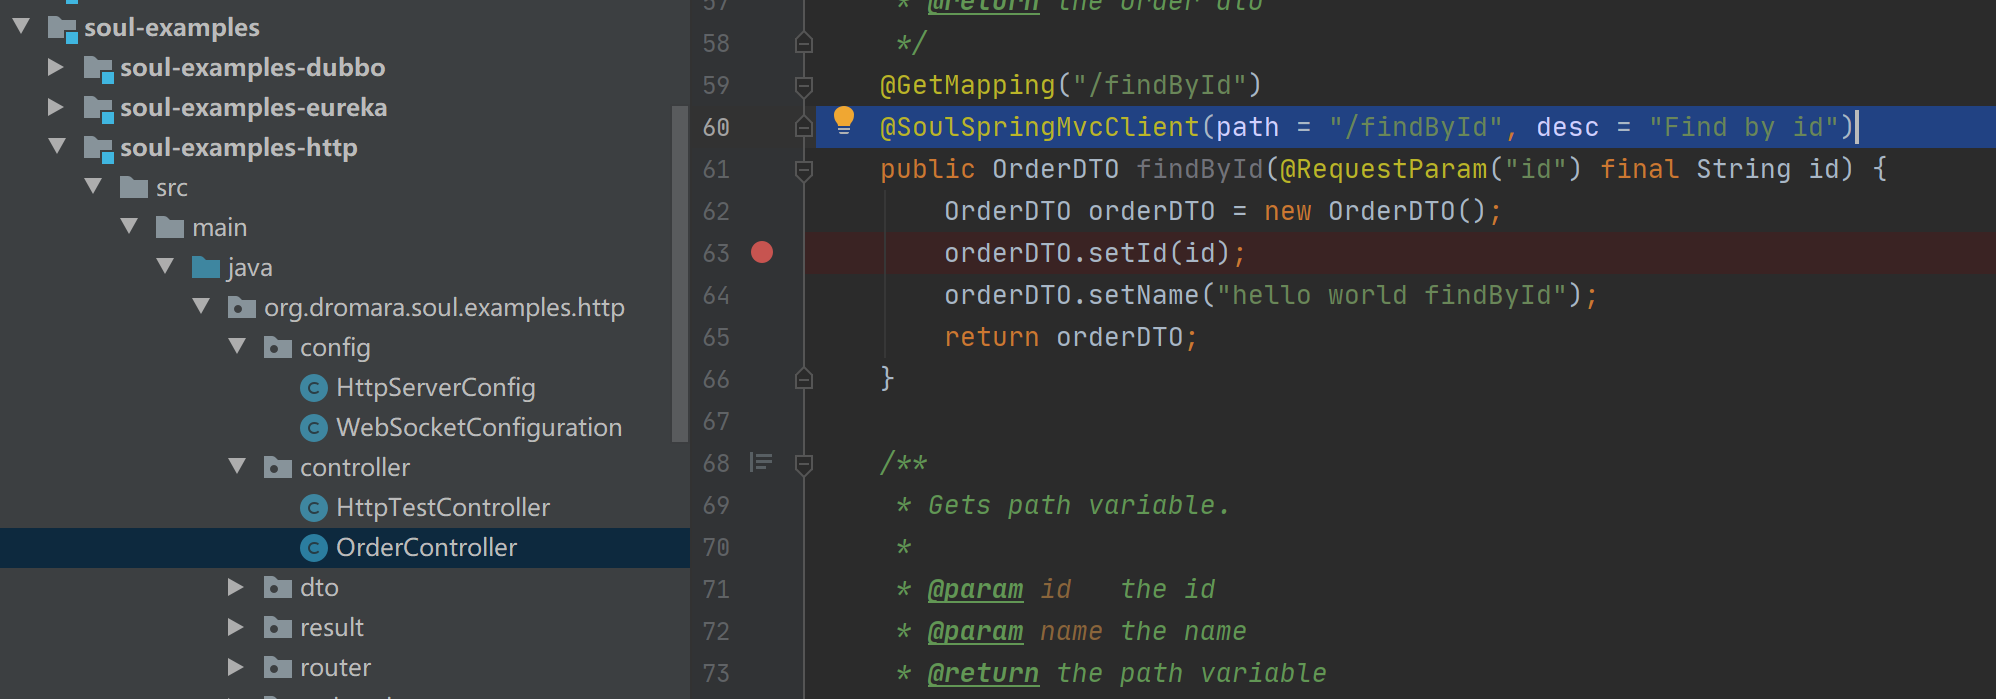 soul-examples
soul-examples-dubbo
soul-examples-eureka
soul-examples-http
src
main
java
org.dromara.soul.examples.http
config
HttpServerConfig
WebSocketConfiguration
controller
HttpTestController
OrderController
dto
result
router
57 * @return the order dto
58 */
59 @GetMapping("/findById")
60 @SoulSpringMvcClient(path = "/findById", desc = "Find by id")
61 public OrderDTO findById(@RequestParam("id") final String id) {
62 OrderDTO orderDTO = new OrderDTO();
63 orderDTO.setId(id);
64 orderDTO.setName("hello world findById");
65 return orderDTO;
66 }
67
68 /**
69 * Gets path variable.
70 *
71 * @param id the id
72 * @param name the name
73 * @return the path variable